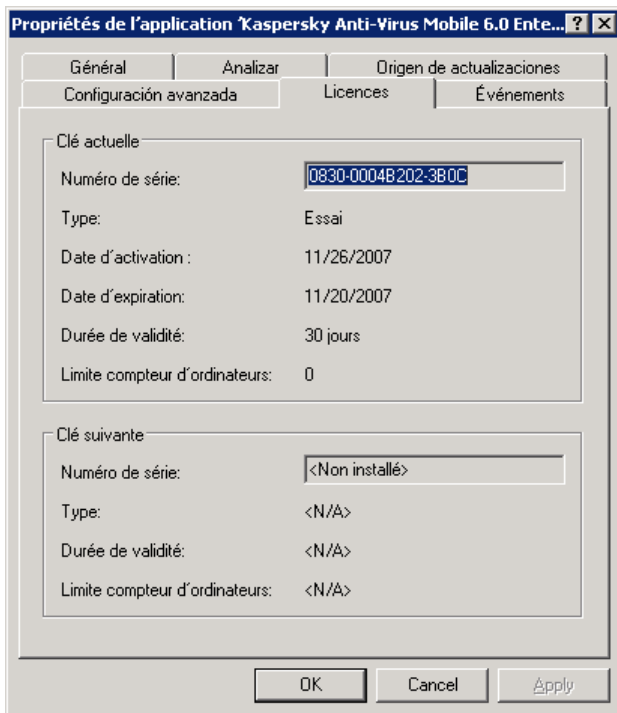 Propriétés de l´application ´Kaspersky Anti-Virus Mobile 6.0 Ente...
Général
Analizar
Origen de actualizaciones
Configuración avanzada
Licences
Événements
Clé actuelle
Numéro de série:
0830-0004B202-3B0C
Type:
Essai
Date d´activation :
11/26/2007
Date d´expiration:
11/20/2007
Durée de validité:
30 jours
Limite compteur d´ordinateurs:
0
Clé suivante
Numéro de série:
<Non installé>
Type:
<N/A>
Durée de validité:
<N/A>
Limite compteur d´ordinateurs:
<N/A>
OK
Cancel
Apply